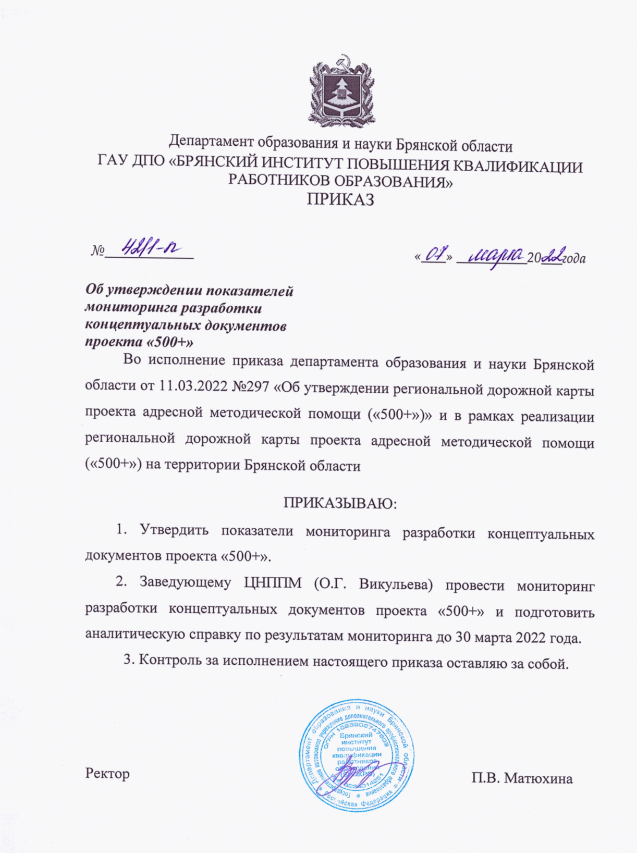 Департамент образования и науки Брянской области
ГАУ ДПО «БРЯНСКИЙ ИНСТИТУТ ПОВЫШЕНИЯ КВАЛИФИКАЦИИ
РАБОТНИКОВ ОБРАЗОВАНИЯ»
ПРИКАЗ
№ 42/1-п «07» марта 2022 года
Об утверждении показателей
мониторинга разработки
концептуальных документов
проекта «500+»
Во исполнение приказа департамента образования и науки Брянской
области от 11.03.2022 №297 «Об утверждении региональной дорожной карты
проекта адресной методической помощи («500+»)» и в рамках реализации
региональной дорожной карты проекта адресной методической помощи
(«500+») на территории Брянской области
ПРИКАЗЫВАЮ:
1. Утвердить показатели мониторинга разработки концептуальных
документов проекта «500+».
2. Заведующему ЦНППМ (О.Г. Викульева) провести мониторинг
разработки концептуальных документов проекта «500+» и подготовить
аналитическую справку по результатам мониторинга до 30 марта 2022 года.
3. Контроль за исполнением настоящего приказа оставляю за собой.
Брянский
институт
повышения
квалификации
работников
Ректор П.В. Матюхина